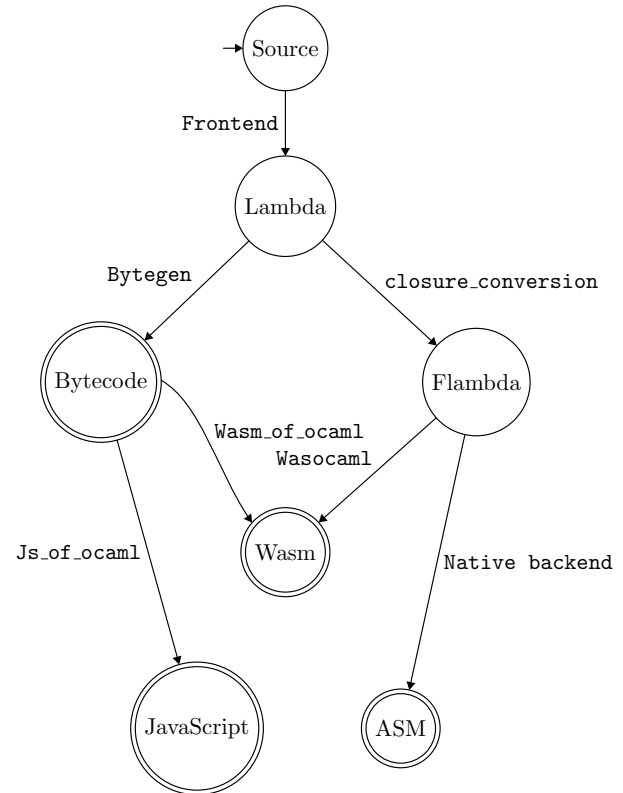 Source
Frontend
Lambda
Bytegen
closure_conversion
Bytecode
Flambda
Wasm_of_ocaml
Wasocaml
Wasm
Js_of_ocaml
Native backend
JavaScript
ASM